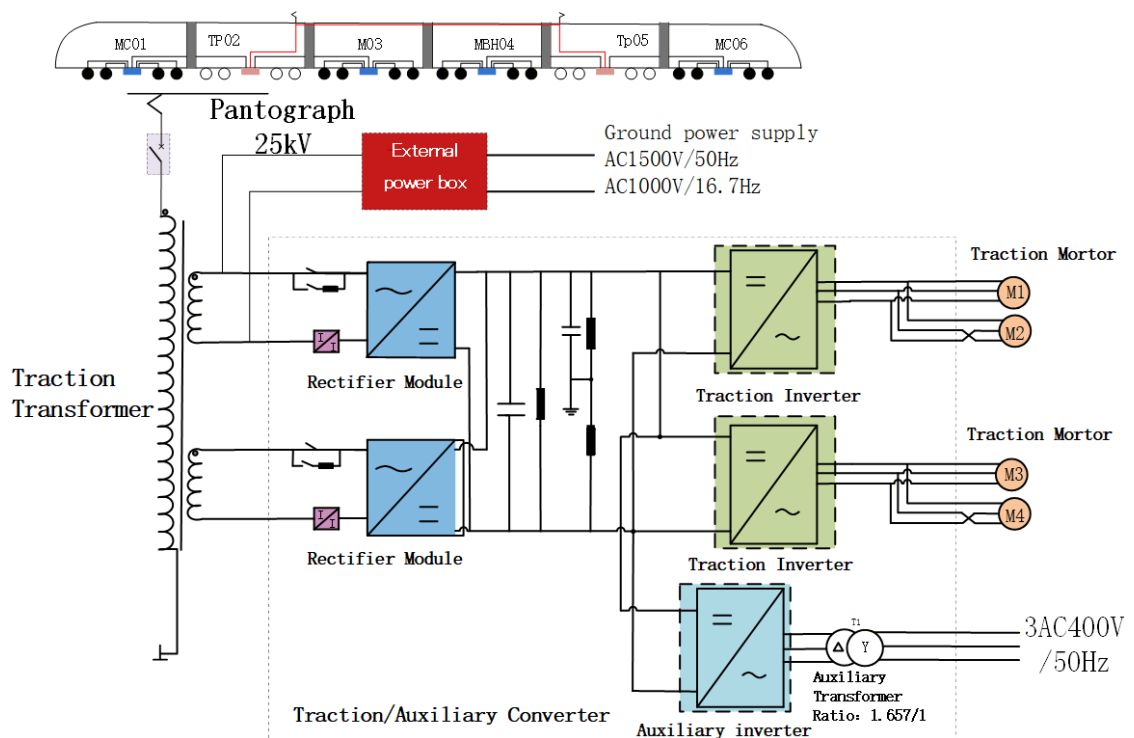 MC01
TP02
M03
MBH04
Tp05
MC06
Pantograph
25kV
External
power box
Ground power supply
AC1500V/50Hz
AC1000V/16.7Hz
Traction
Transformer
I
I
Rectifier Module
I
I
Rectifier Module
Traction Inverter
Traction Mortor
M1
M2
Traction Inverter
Traction Mortor
M3
M4
T1
Δ
Y
3AC400V
/50Hz
Auxiliary
Transformer
Ratio: 1.657/1
Auxiliary inverter
Traction/Auxiliary Converter